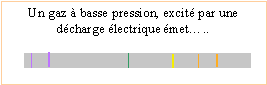 Un gaz à basse pression, excité par une
décharge électrique émet.....